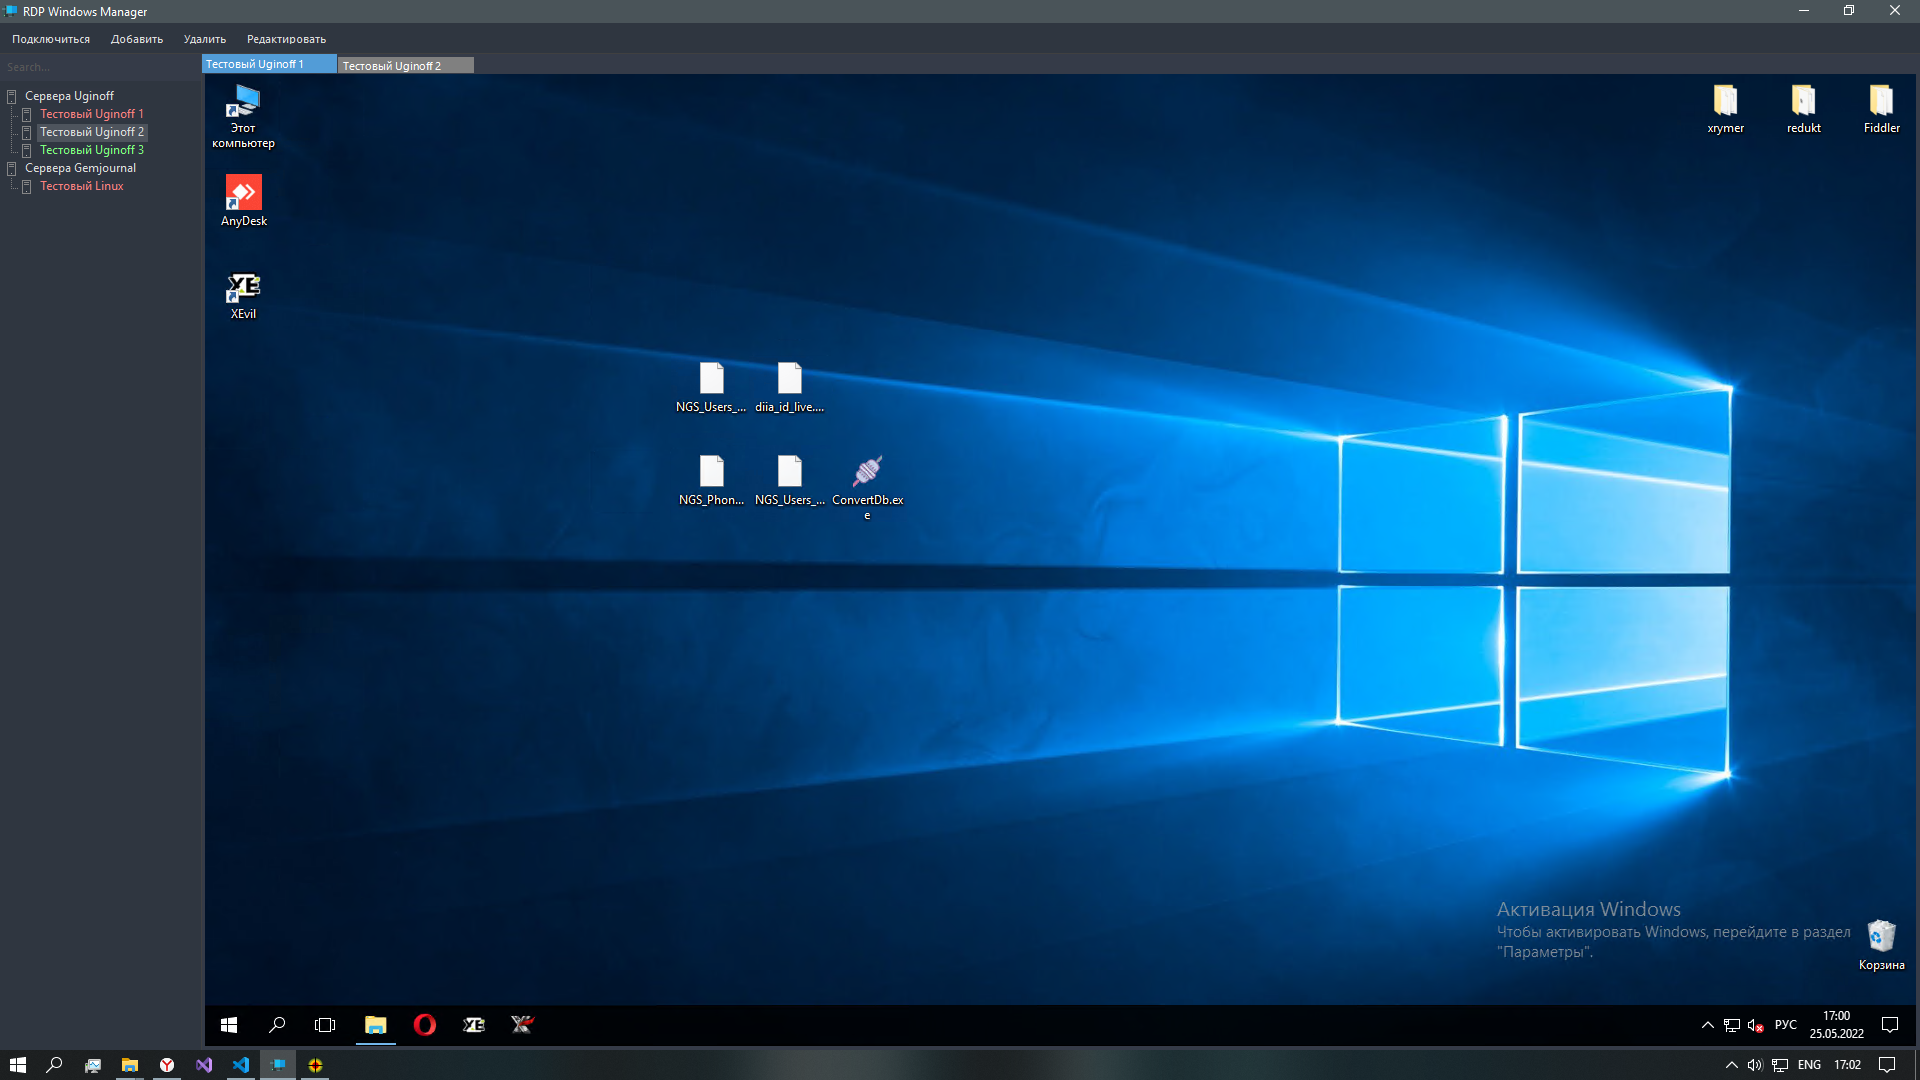 RDP Windows Manager
Подключиться Добавить Удалить Редактировать
Search...
Тестовый Uginoff 1 Тестовый Uginoff 2
Сервера Uginoff
Тестовый Uginoff 1
Тестовый Uginoff 2
Тестовый Uginoff 3
Сервера Gemjournal
Тестовый Linux
Этот
компьютер
AnyDesk
XEvil
xrymer redukt Fiddler
NGS_Users_... diia_id_live....
NGS_Phon... NGS_Users_... ConvertDb.ex
e
Активация Windows
Чтобы активировать Windows, перейдите в раздел
"Параметры".
Корзина
РУС
17:00
25.05.2022
ENG 17:02